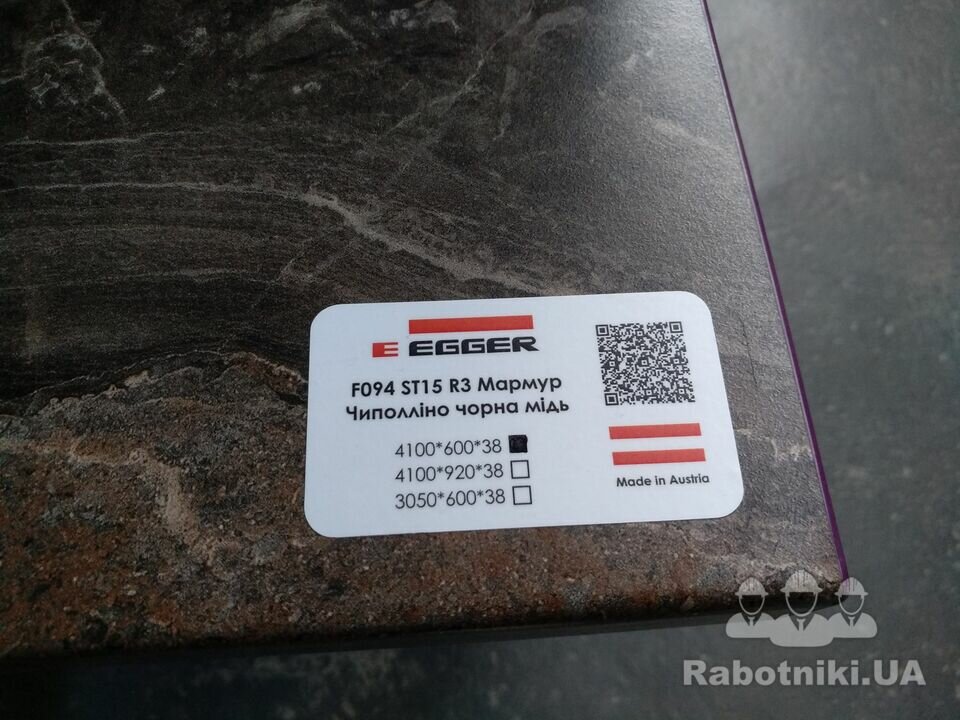 E EGGER
F094 ST15 R3 Мармур
Чиполліно чорна мідь
4100*600*38
4100*920*38
3050*600*38
Made in Austria
Rabotniki.UA